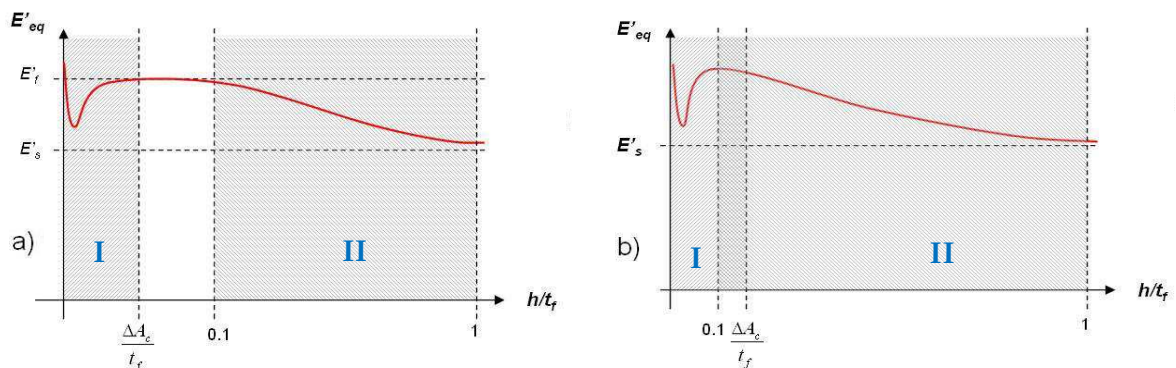 E'eq
E'f
E's
a)
I
II
h/tf
ΔAc
tf
0.1
1
E'eq
E's
b)
I
II
h/tf
0.1
ΔAc
tf
1